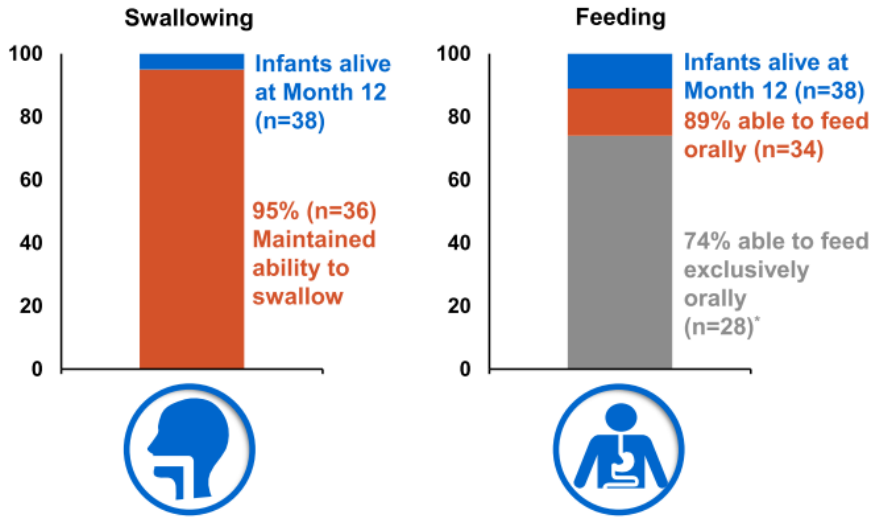 Swallowing
100
80
60
40
20
0
Infants alive
at Month 12
(n=38)
95% (n=36)
Maintained
ability to
swallow
Feeding
100
80
60
40
20
0
Infants alive at
Month 12 (n=38)
89% able to feed
orally (n=34)
74% able to feed
exclusively
orally
(n=28)*